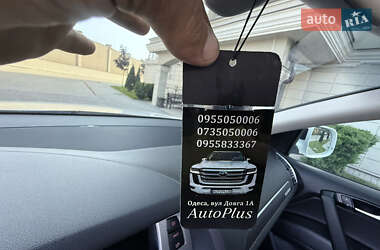 auto RIA
0955050006
0735050006
0955833367
Одеса, вул Довга 1А
AutoPlus